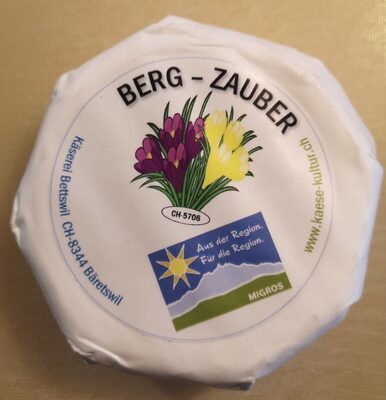 BERG - ZAUBER
CH-5706
Aus der Region.
Für die Region.
MIGROS
Käserei Bettswil CH-8344 Bäretswil
www.kaese-kultur.ch